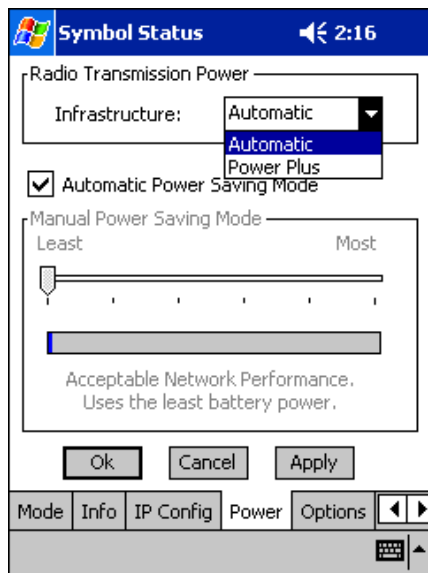 Symbol Status 2:16
Radio Transmission Power
Infrastructure: Automatic
Automatic
Power Plus
Automatic Power Saving Mode
Manual Power Saving Mode
Least Most
Acceptable Network Performance.
Uses the least battery power.
Ok Cancel Apply
Mode Info IP Config Power Options